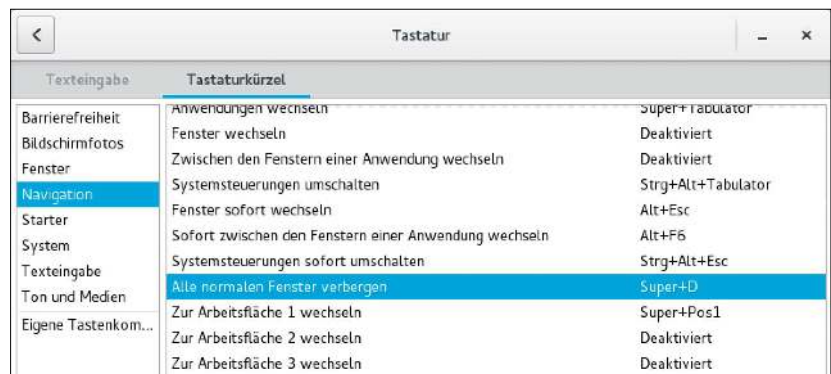 Tastatur
Texteingabe Tastaturkürzel
Barrierefreiheit
Bildschirmfotos
Fenster
Navigation
Starter
System
Texteingabe
Ton und Medien
Eigene Tastenkom...
Anwendungen wechseln Super+Tabulator
Fenster wechseln Deaktiviert
Zwischen den Fenstern einer Anwendung wechseln Deaktiviert
Systemsteuerungen umschalten Strg+Alt+Tabulator
Fenster sofort wechseln Alt+Esc
Sofort zwischen den Fenstern einer Anwendung wechseln Alt+F6
Systemsteuerungen sofort umschalten Strg+Alt+Esc
Alle normalen Fenster verbergen Super+D
Zur Arbeitsfläche 1 wechseln Super+Pos1
Zur Arbeitsfläche 2 wechseln Deaktiviert
Zur Arbeitsfläche 3 wechseln Deaktiviert